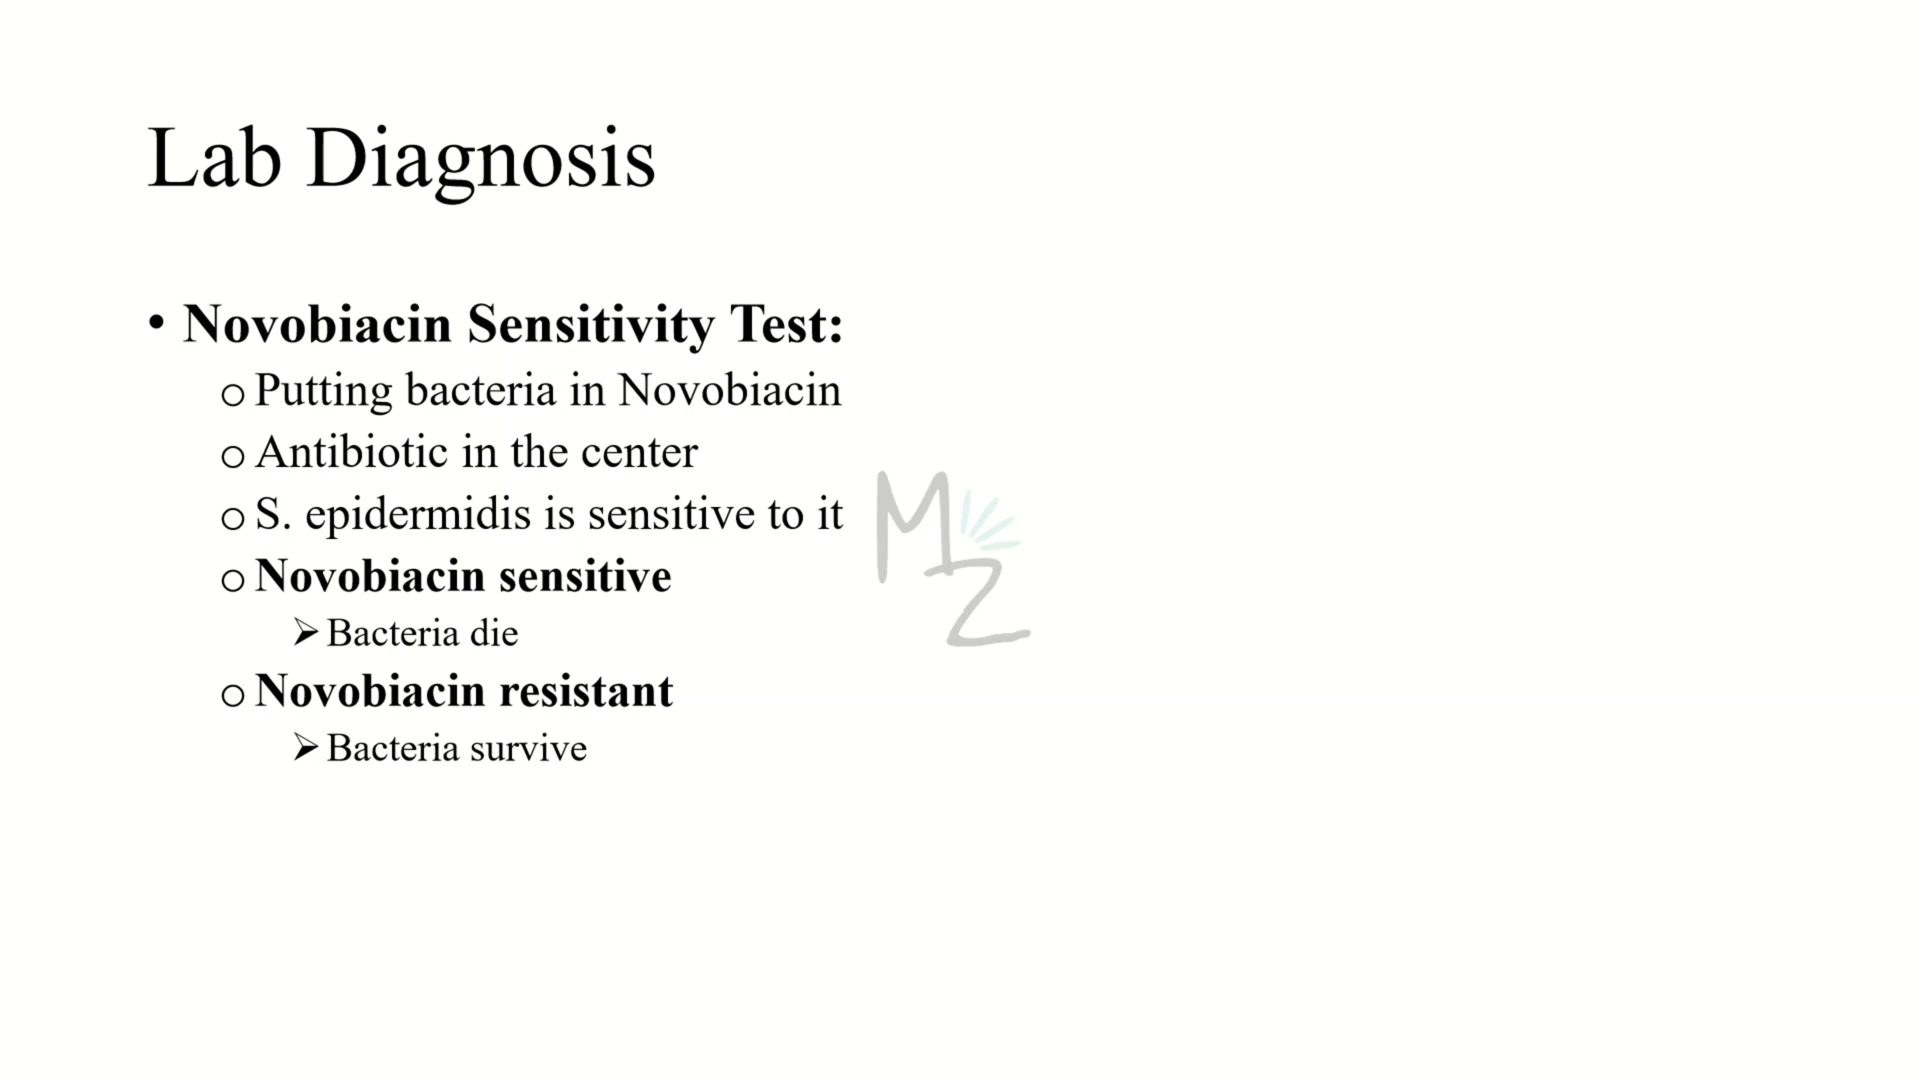 Lab Diagnosis
• Novobiacin Sensitivity Test:
o Putting bacteria in Novobiacin
o Antibiotic in the center
o S. epidermidis is sensitive to it
o Novobiacin sensitive
➢ Bacteria die
o Novobiacin resistant
➢ Bacteria survive
MZ